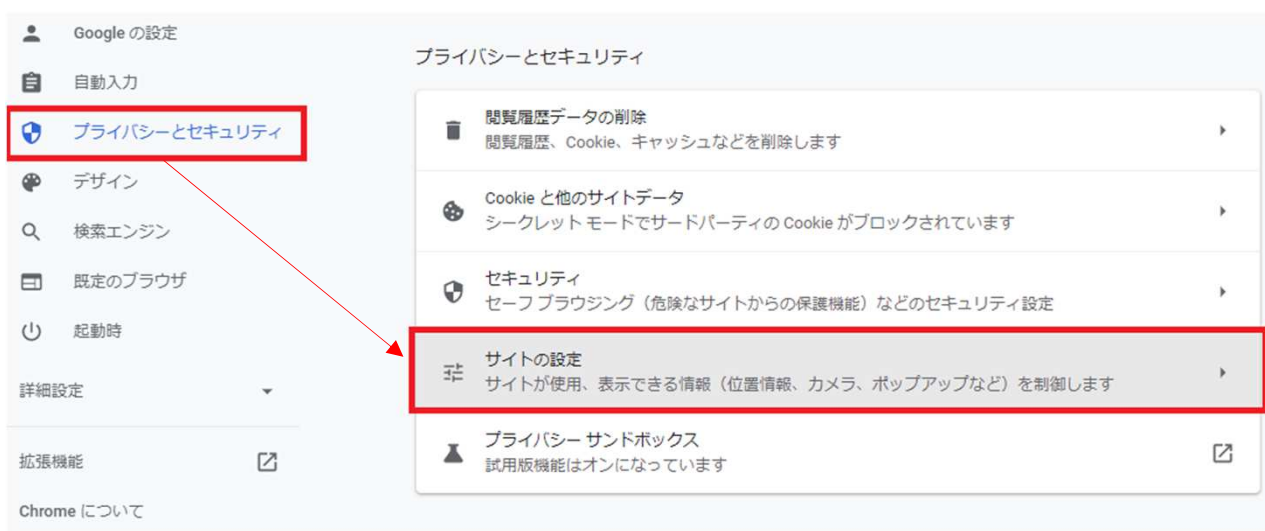 Google の設定
自動入力
プライバシーとセキュリティ
デザイン
検索エンジン
既定のブラウザ
起動時
詳細設定
拡張機能
Chrome について
プライバシーとセキュリティ
閲覧履歴データの削除
閲覧履歴、Cookie、キャッシュなどを削除します
Cookie と他のサイトデータ
シークレット モードでサードパーティの Cookie がブロックされています
セキュリティ
セーフ ブラウジング（危険なサイトからの保護機能）などのセキュリティ設定
サイトの設定
サイトが使用、表示できる情報（位置情報、カメラ、ポップアップなど）を制御します
プライバシー サンドボックス
試用版機能はオンになっています